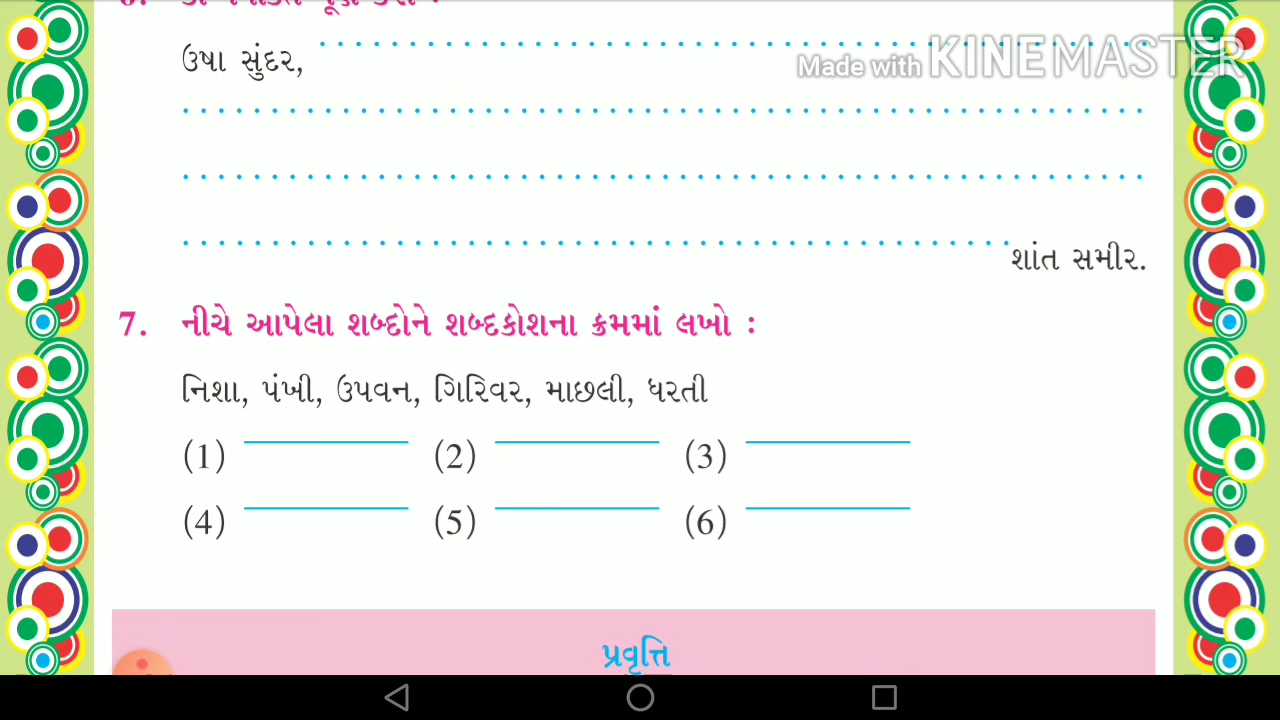 ઉષા સુંદર,
Made with KINEMASTER
શાંત સમીર.
7. નીચે આપેલા શબ્દોને શબ્દકોશના ક્રમમાં લખો :
નિશા, પંખી, ઉપવન, ગિરિવર, માછલી, ધરતી
(1) (2) (3)
(4) (5) (6)
પ્રવૃત્તિ